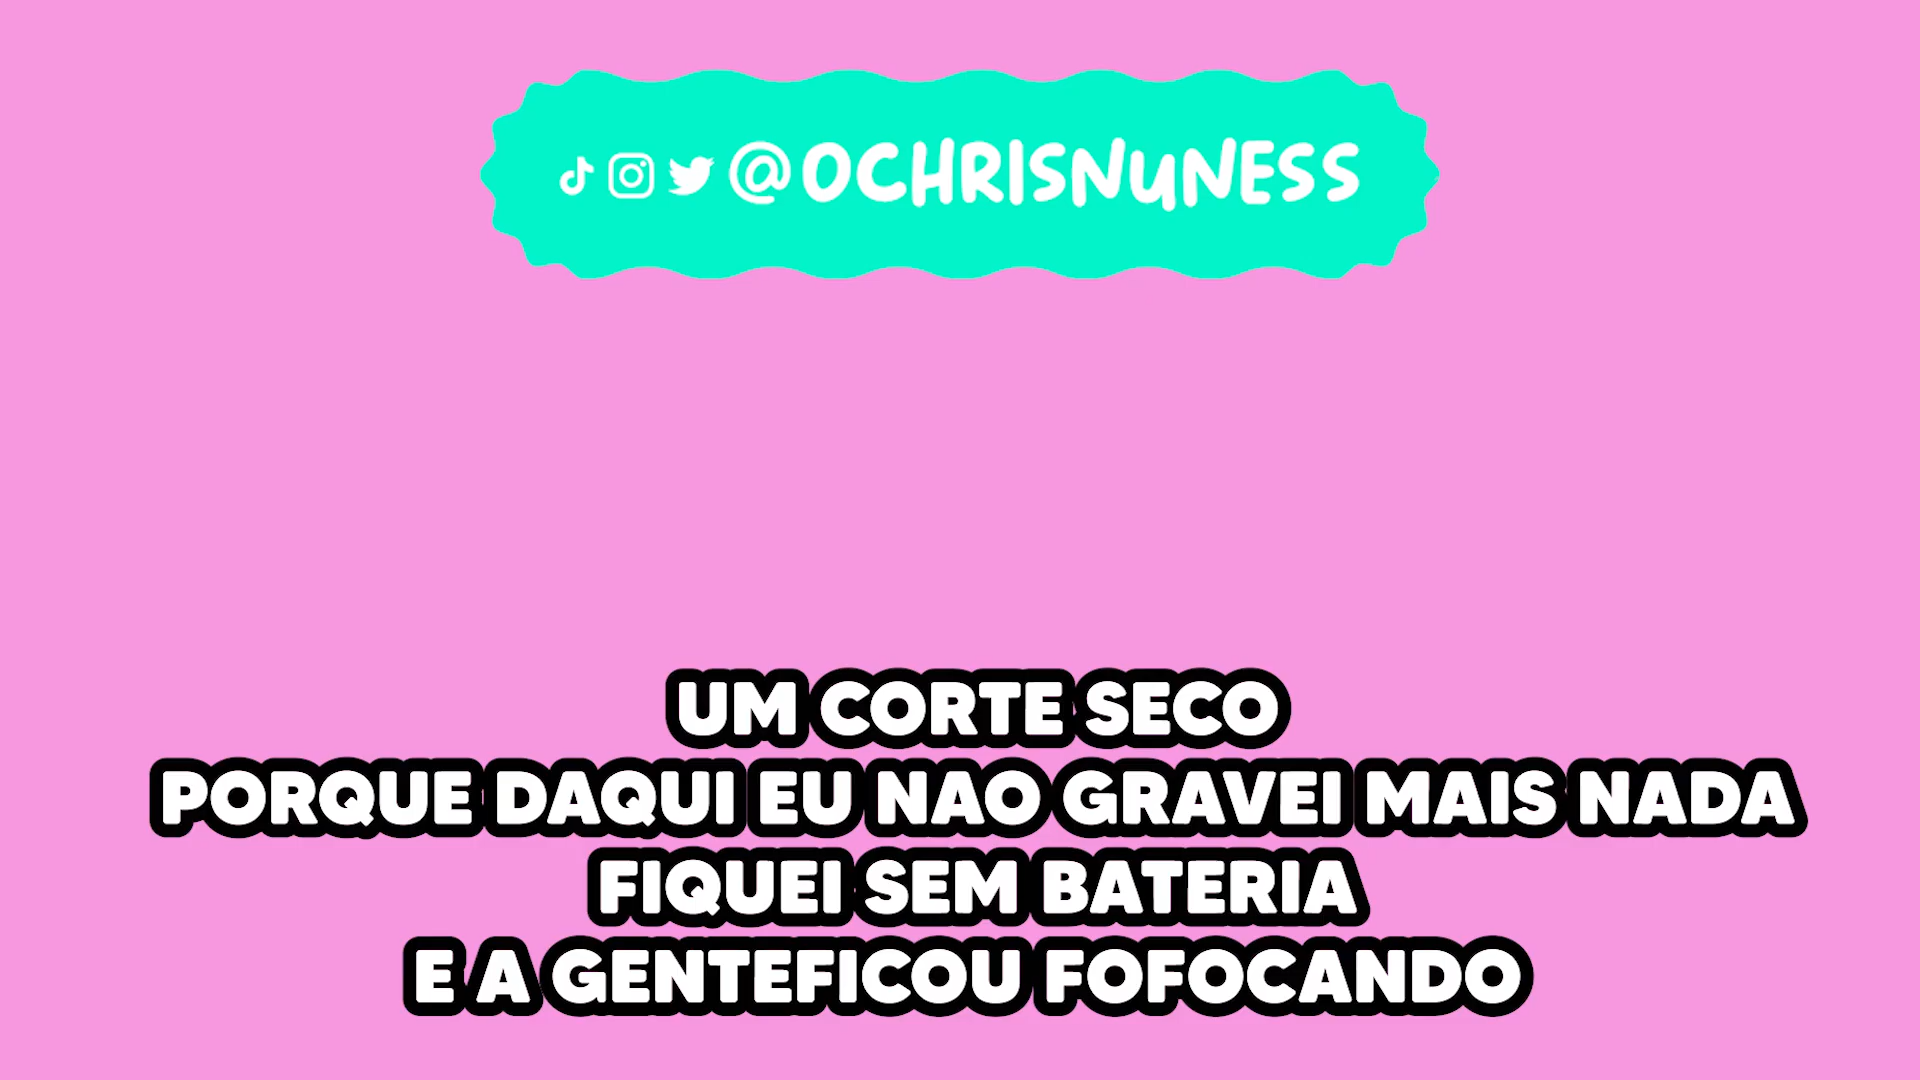 @OCHRISNUNESS
UM CORTE SECO
PORQUE DAQUI EU NAO GRAVEI MAIS NADA
FIQUEI SEM BATERIA
E A GENTEFICOU FOFOCANDO